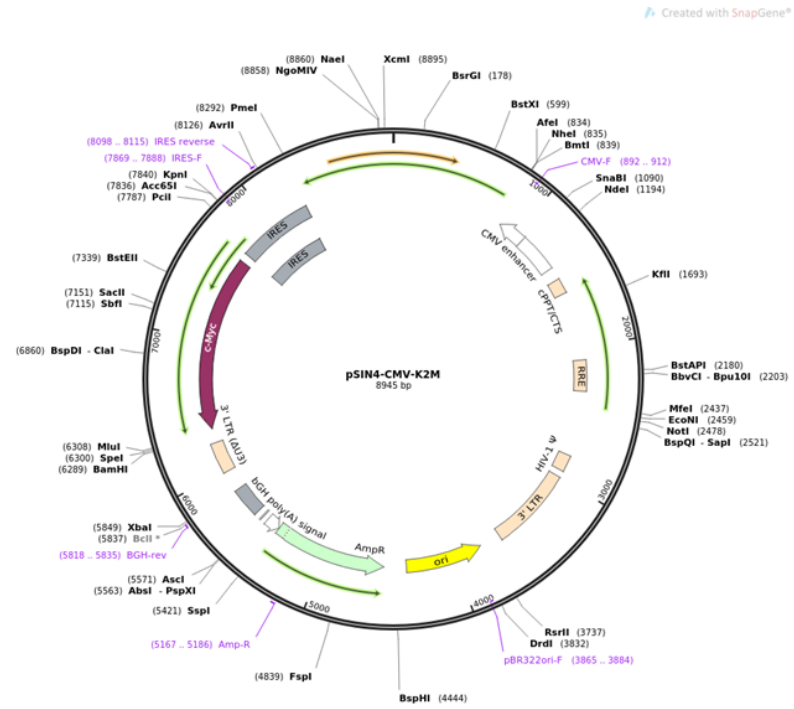 Created with SnapGene®
(8860) NaeI
(8858) NgoMIV
XcmI (8895)
BsrGI (178)
BstXI (599)
AfeI (834)
NheI (835)
BmtI (839)
CMV-F (892 .. 912)
SnaBI (1090)
NdeI (1194)
KflI (1693)
BstAPI (2180)
BbvCI - Bpu10I (2203)
MfeI (2437)
EcoNI (2459)
NotI (2478)
BspQI - SapI (2521)
RsrII (3737)
DrdI (3832)
pBR322ori-F (3865 .. 3884)
BspHI (4444)
(4839) FspI
(5167 .. 5186) Amp-R
(5421) SspI
(5563) AbsI - PspXI
(5571) AscI
(5818 .. 5835) BGH-rev
(5837) BclI *
(5849) XbaI
(6289) BamHI
(6300) SpeI
(6308) MluI
(6860) BspDI - ClaI
(7115) SbfI
(7151) SacII
(7339) BstEII
(7787) PciI
(7836) Acc65I
(7840) KpnI
(7869 .. 7888) IRES-F
(8098 .. 8115) IRES reverse
(8126) AvrII
(8292) PmeI
1000
2000
3000
4000
5000
6000
7000
8000
CMV enhancer
cPPT/CTS
RRE
HIV-1 Ψ
3' LTR
ori
AmpR
bGH poly(A) signal
3' LTR (ΔU3)
c-Myc
IRES
IRES
pSIN4-CMV-K2M
8945 bp